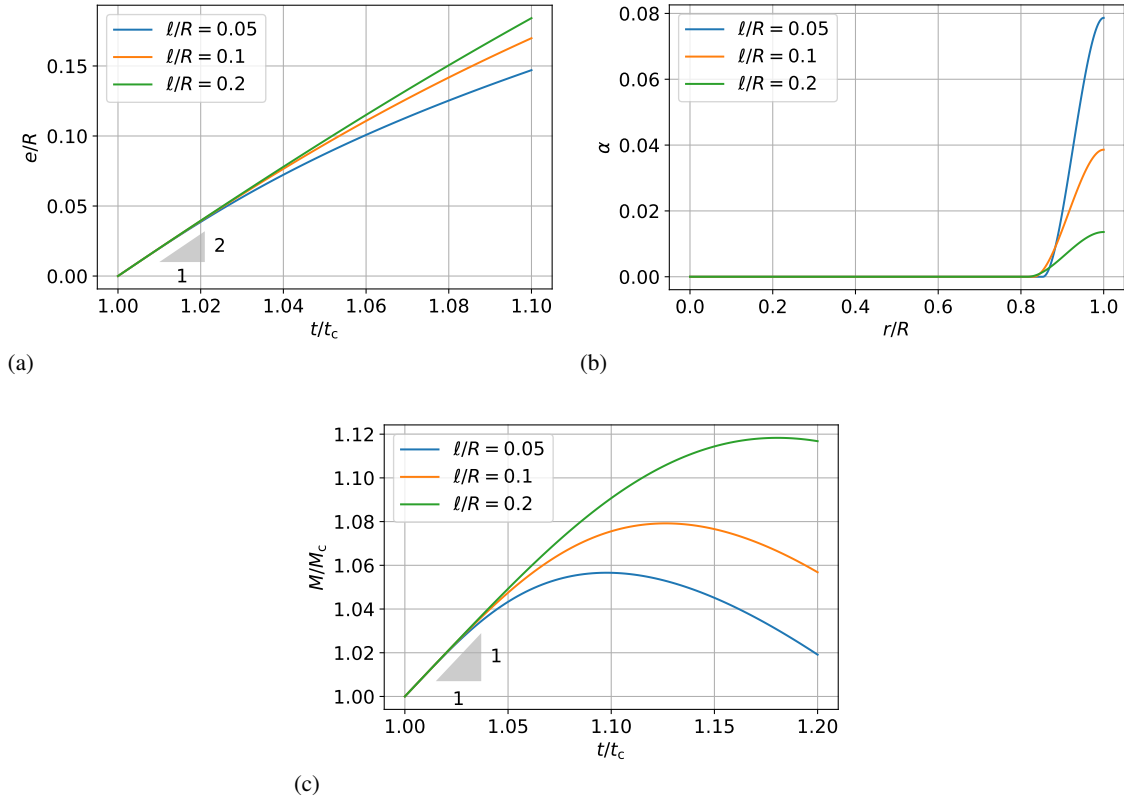 ℓ/R = 0.05
ℓ/R = 0.1
ℓ/R = 0.2
0.15
0.10
0.05
0.00
e/R
2
1
1.00 1.02 1.04 1.06 1.08 1.10
t/t_c
(a)
ℓ/R = 0.05
ℓ/R = 0.1
ℓ/R = 0.2
0.08
0.06
0.04
0.02
0.00
α
0.0 0.2 0.4 0.6 0.8 1.0
r/R
(b)
ℓ/R = 0.05
ℓ/R = 0.1
ℓ/R = 0.2
1.12
1.10
1.08
1.06
1.04
1.02
1.00
M/M_c
1
1
1.00 1.05 1.10 1.15 1.20
t/t_c
(c)